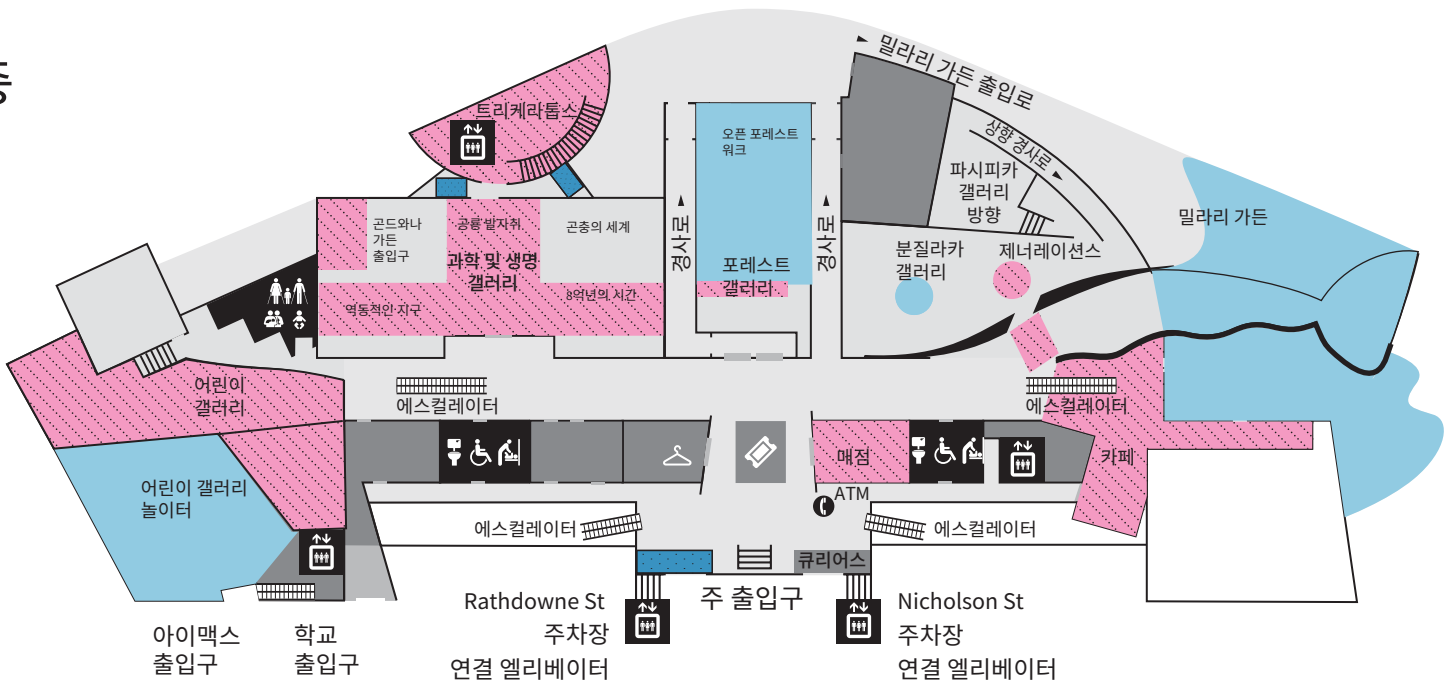 층
밀라리 가든 출입로
트리케라톱스
상향 경사로
오픈 포레스트
워크
파시피카
갤러리
방향
밀라리 가든
곤드와나
가든
출입구
공룡 발자취
곤충의 세계
경사로
경사로
분질라카
갤러리
제너레이션스
과학 및 생명
갤러리
포레스트
갤러리
역동적인 지구
8억년의 시간
어린이
갤러리
에스컬레이터
에스컬레이터
매점
카페
어린이 갤러리
놀이터
ATM
에스컬레이터
에스컬레이터
큐리어스
주 출입구
Rathdowne St
주차장
연결 엘리베이터
Nicholson St
주차장
연결 엘리베이터
아이맥스
출입구
학교
출입구